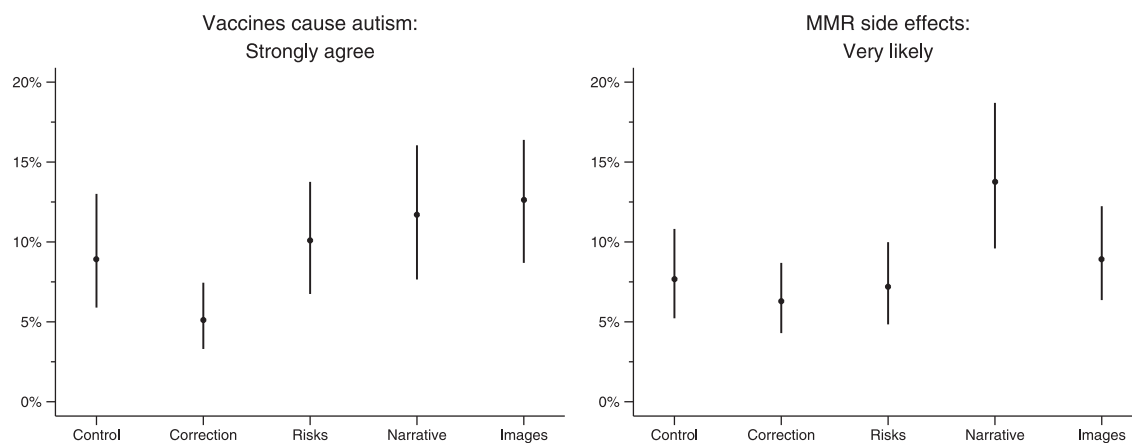 Vaccines cause autism:
Strongly agree
20%
15%
10%
5%
0%
Control Correction Risks Narrative Images
MMR side effects:
Very likely
20%
15%
10%
5%
0%
Control Correction Risks Narrative Images